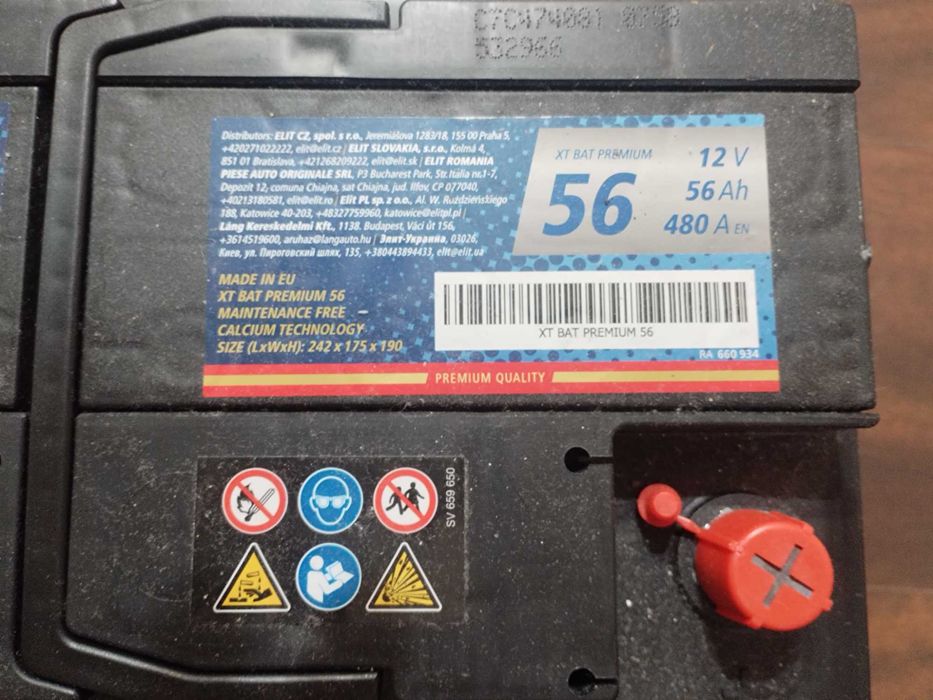 C7C474081 0758
532966
Distributors: ELIT CZ, spol. s r.o., Jeremiášova 1283/18, 155 00 Praha 5,
+420271022222, elit@elit.cz | ELIT SLOVAKIA, s.r.o., Kolmá 4,
851 01 Bratislava, +421268209222, elit@elit.sk | ELIT ROMANIA
PIESE AUTO ORIGINALE SRL, P3 Bucharest Park, Str. Italia nr.1-7,
Depozit 12, comuna Chiajna, sat Chiajna, jud. Ilfov, CP 077040,
+40213180581, elit@elit.ro | Elit PL sp. z o.o., Al. W. Ruździeńskiego
188, Katowice 40-203, +48327759960, katowice@elitpl.pl |
Láng Kereskedelmi Kft., 1138. Budapest, Váci út 156,
+3614519600, aruhaz@langauto.hu | Элит-Украина, 03026,
Киев, ул. Пироговский шлях, 135, +380443894433, elit@elit.ua
XT BAT PREMIUM
56
12 V
56 Ah
480 A EN
MADE IN EU
XT BAT PREMIUM 56
MAINTENANCE FREE
CALCIUM TECHNOLOGY
SIZE (LxWxH): 242 x 175 x 190
XT BAT PREMIUM 56
RA 660 934
PREMIUM QUALITY
SV 659 650